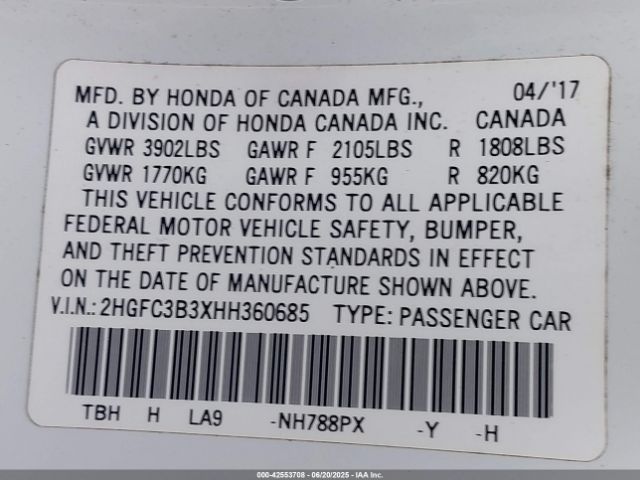 MFD. BY HONDA OF CANADA MFG., 04/'17
A DIVISION OF HONDA CANADA INC. CANADA
GVWR 3902LBS GAWR F 2105LBS R 1808LBS
GVWR 1770KG GAWR F 955KG R 820KG
THIS VEHICLE CONFORMS TO ALL APPLICABLE
FEDERAL MOTOR VEHICLE SAFETY, BUMPER,
AND THEFT PREVENTION STANDARDS IN EFFECT
ON THE DATE OF MANUFACTURE SHOWN ABOVE.
V.I.N.: 2HGFC3B3XHH360685 TYPE: PASSENGER CAR
TBH H LA9 -NH788PX -Y -H
000-42553708 - 06/20/2025 - IAA Inc.